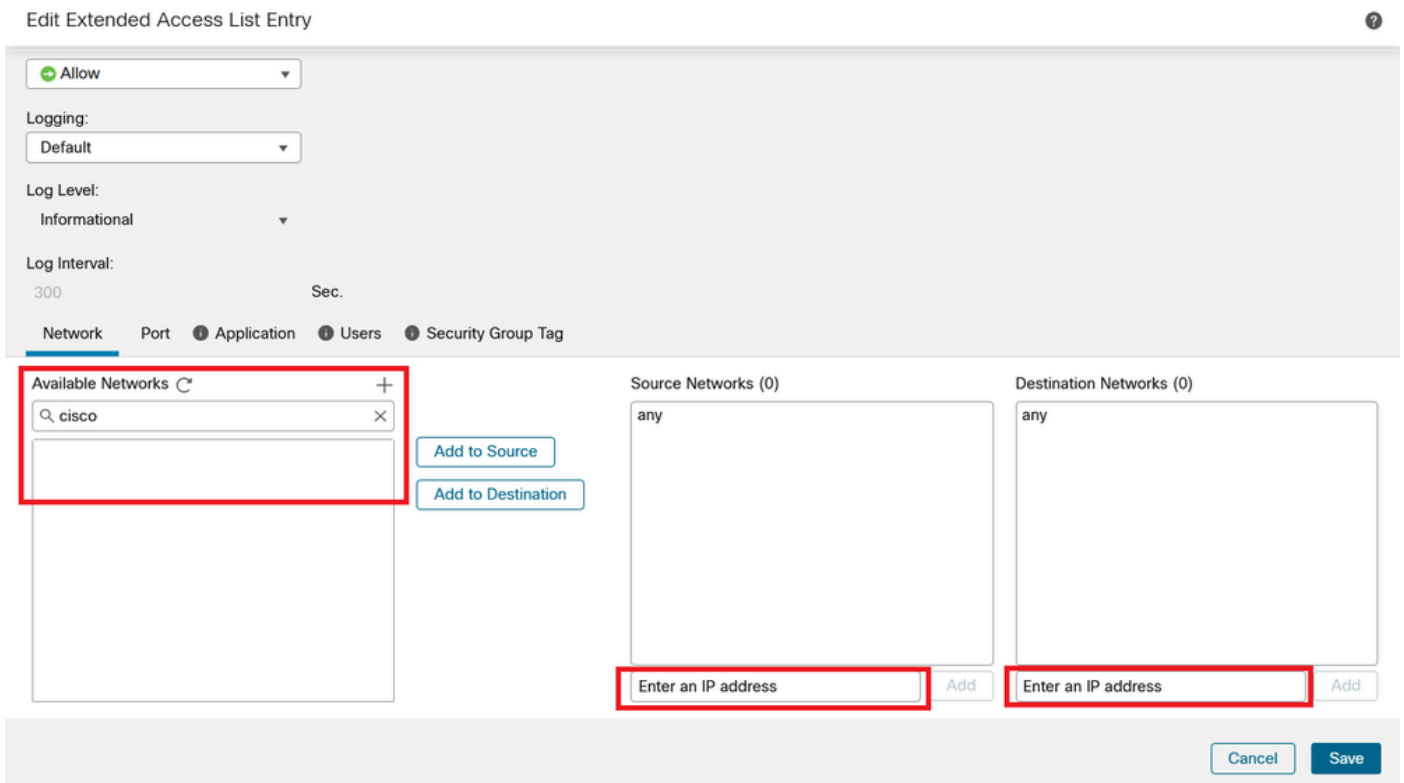 Edit Extended Access List Entry
Allow
Logging:
Default
Log Level:
Informational
Log Interval:
300 Sec.
Network Port Application Users Security Group Tag
Available Networks
cisco
Add to Source
Add to Destination
Source Networks (0)
any
Enter an IP address Add
Destination Networks (0)
any
Enter an IP address Add
Cancel Save